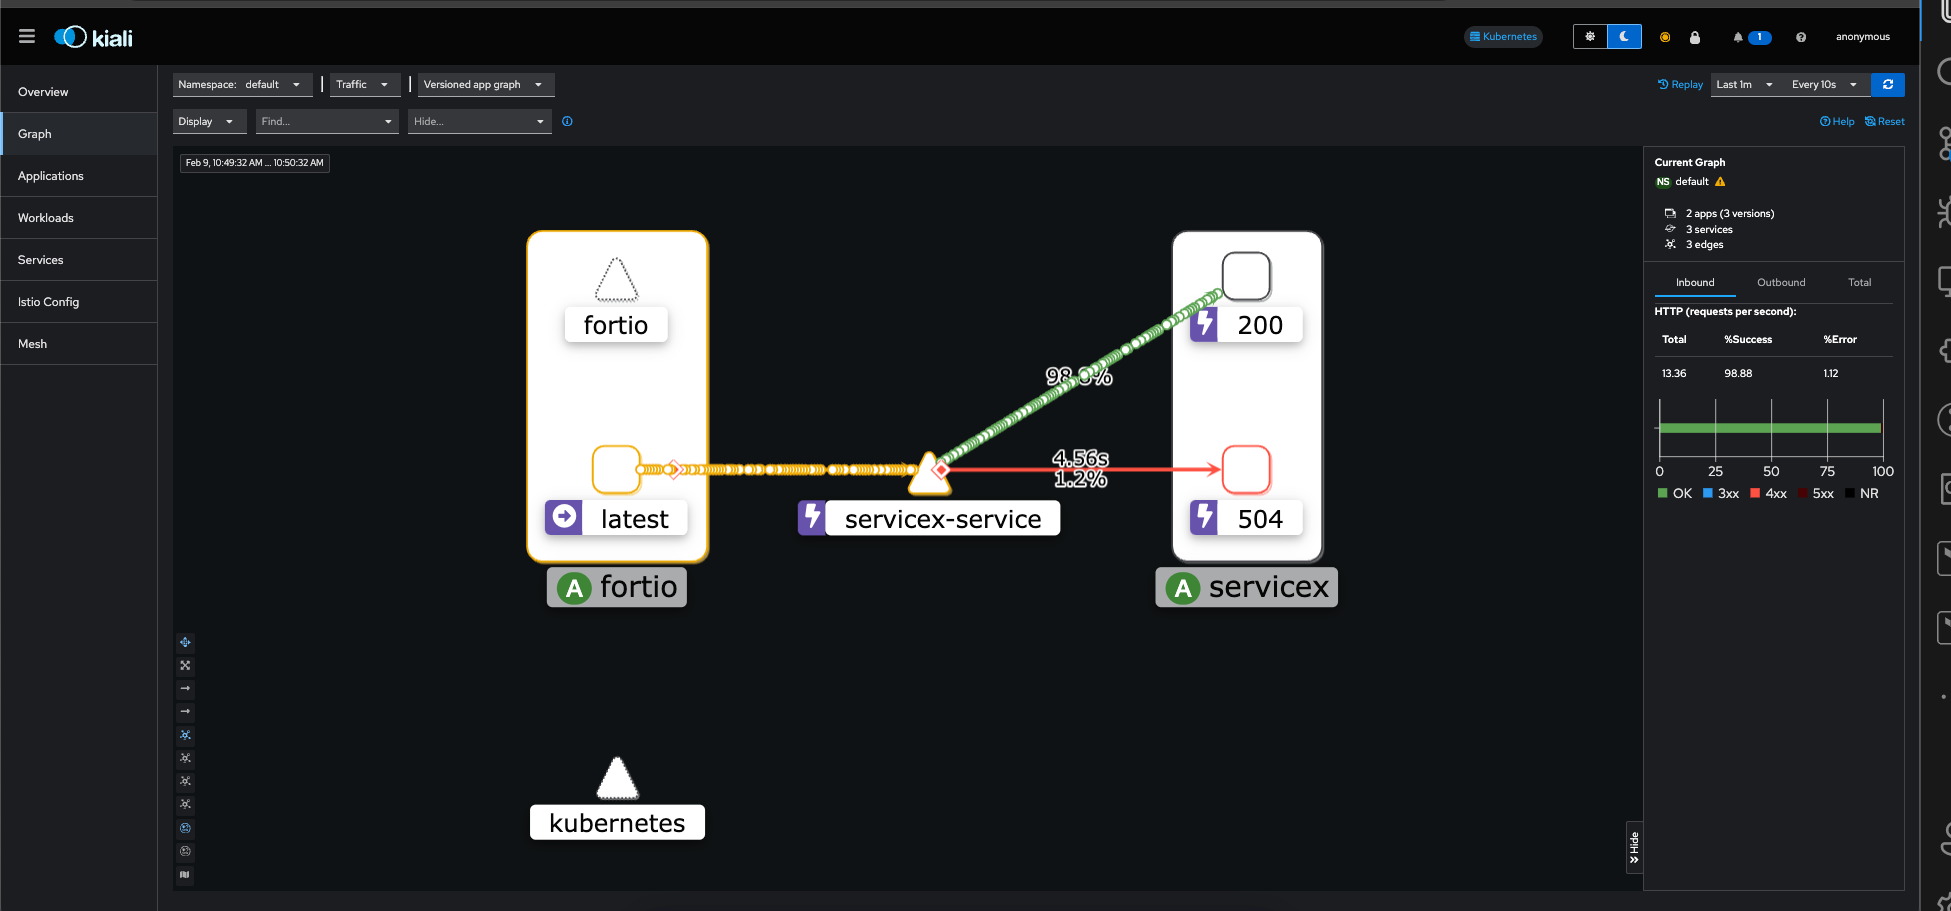 kiali
Kubernetes
1
anonymous
Overview
Graph
Applications
Workloads
Services
Istio Config
Mesh
Namespace: default
Traffic
Versioned app graph
Replay
Last 1m
Every 10s
Display
Find...
Hide...
Help
Reset
Feb 9, 10:49:32 AM ... 10:50:32 AM
fortio
latest
A fortio
servicex-service
4.56s
1.2%
200
504
A servicex
kubernetes
Hide
Current Graph
NS default
2 apps (3 versions)
3 services
3 edges
Inbound
Outbound
Total
HTTP (requests per second):
Total %Success %Error
13.36 98.88 1.12
0 25 50 75 100
OK 3xx 4xx 5xx NR